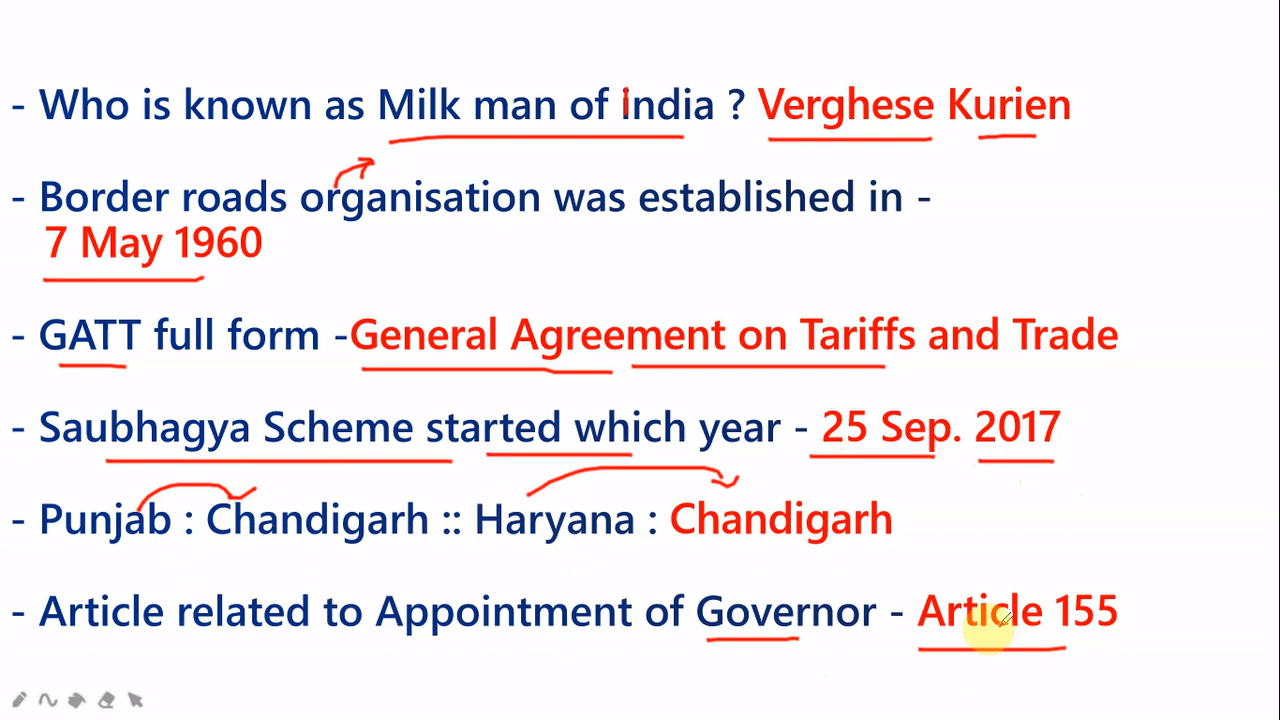 - Who is known as Milk man of India ? Verghese Kurien
- Border roads organisation was established in -
7 May 1960
- GATT full form -General Agreement on Tariffs and Trade
- Saubhagya Scheme started which year - 25 Sep. 2017
- Punjab : Chandigarh :: Haryana : Chandigarh
- Article related to Appointment of Governor - Article 155